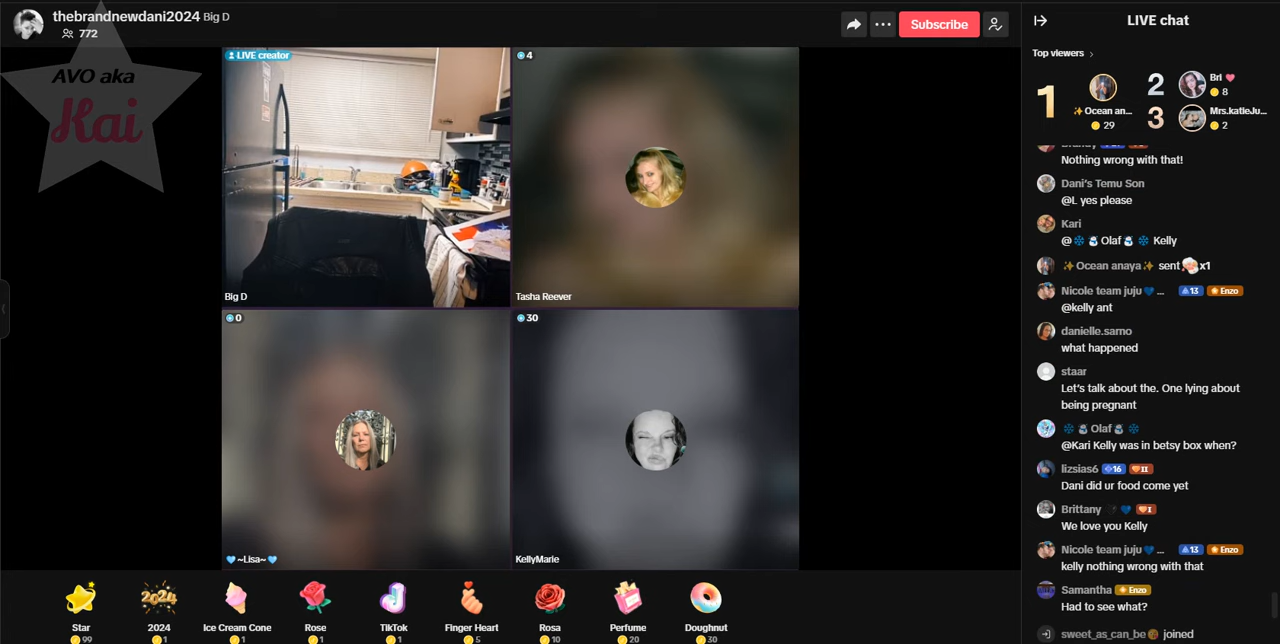 thebrandnewdani2024 Big D
772
Subscribe
AVO aka
Kai
LIVE creator
4
Big D
Tasha Reever
0
30
~Lisa~
KellyMarie
Star
99
2024
2024
1
Ice Cream Cone
1
Rose
1
TikTok
1
Finger Heart
5
Rosa
10
Perfume
20
Doughnut
30
LIVE chat
Top viewers
1
Ocean an...
29
2
Bri
8
3
Mrs.katieJu...
2
Nothing wrong with that!
Dani's Temu Son
@L yes please
Kari
@ Olaf Kelly
Ocean anaya sent x1
Nicole team juju ... 13 Enzo
@kelly ant
danielle.samo
what happened
staar
Let's talk about the. One lying about
being pregnant
Olaf
@Kari Kelly was in betsy box when?
lizsias6 16 II
Dani did ur food come yet
Brittany I
We love you Kelly
Nicole team juju ... 13 Enzo
kelly nothing wrong with that
Samantha Enzo
Had to see what?
sweet_as_can_be joined